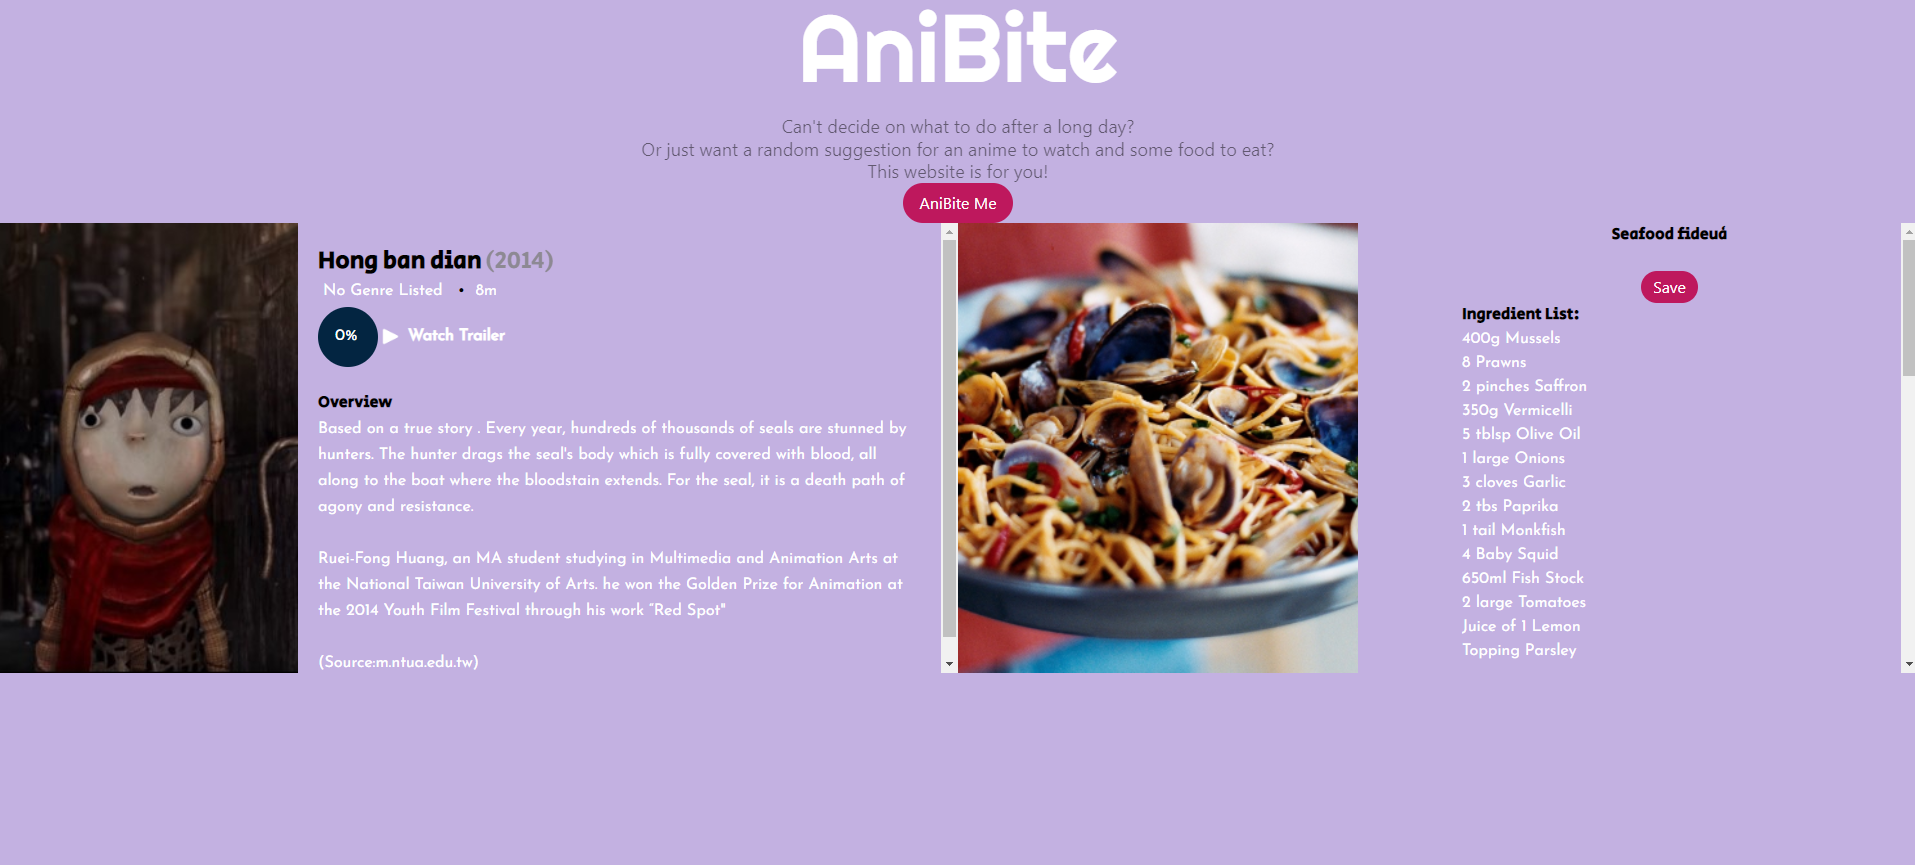 AniBite
Can't decide on what to do after a long day?
Or just want a random suggestion for an anime to watch and some food to eat?
This website is for you!
AniBite Me
Hong ban dian (2014)
No Genre Listed • 8m
0% ▶ Watch Trailer
Overview
Based on a true story . Every year, hundreds of thousands of seals are stunned by
hunters. The hunter drags the seal's body which is fully covered with blood, all
along to the boat where the bloodstain extends. For the seal, it is a death path of
agony and resistance.
Ruei-Fong Huang, an MA student studying in Multimedia and Animation Arts at
the National Taiwan University of Arts. he won the Golden Prize for Animation at
the 2014 Youth Film Festival through his work “Red Spot"
(Source:m.ntua.edu.tw)
Seafood fideuá
Save
Ingredient List:
400g Mussels
8 Prawns
2 pinches Saffron
350g Vermicelli
5 tblsp Olive Oil
1 large Onions
3 cloves Garlic
2 tbs Paprika
1 tail Monkfish
4 Baby Squid
650ml Fish Stock
2 large Tomatoes
Juice of 1 Lemon
Topping Parsley